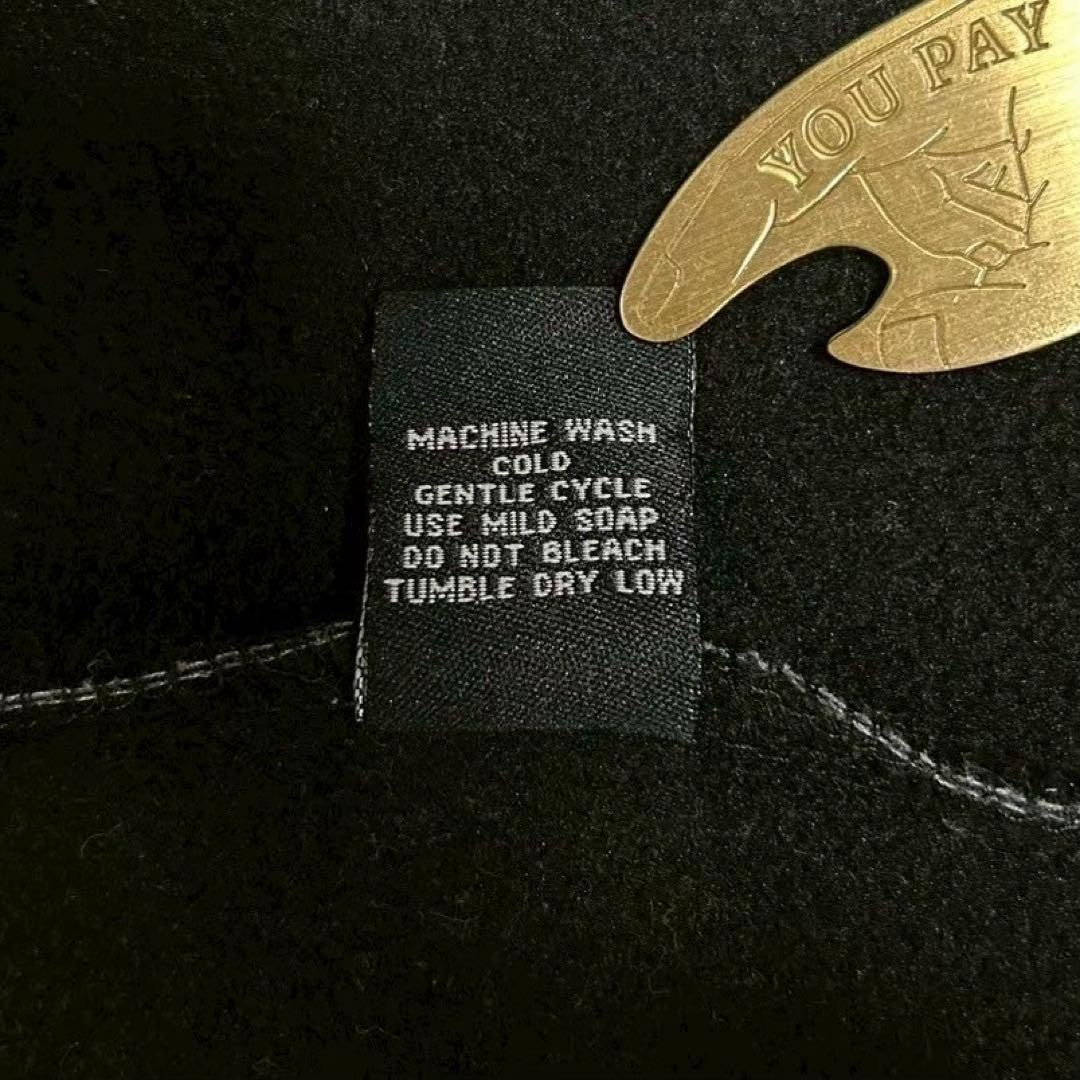 YOU PAY
MACHINE WASH
COLD
GENTLE CYCLE
USE MILD SOAP
DO NOT BLEACH
TUMBLE DRY LOW